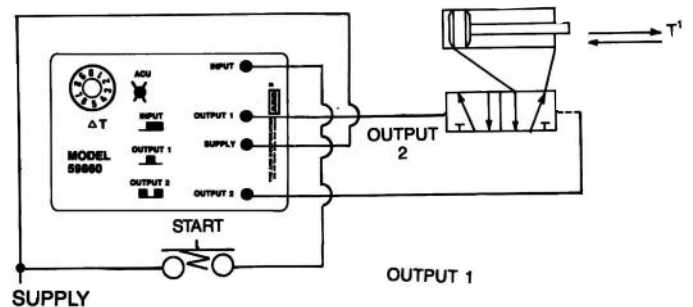 INPUT
ACU
ΔT
INPUT
OUTPUT 1
SUPPLY
MODEL
59860
OUTPUT 1
OUTPUT 2
OUTPUT 2
OUTPUT
2
T¹
T
T
START
SUPPLY
OUTPUT 1